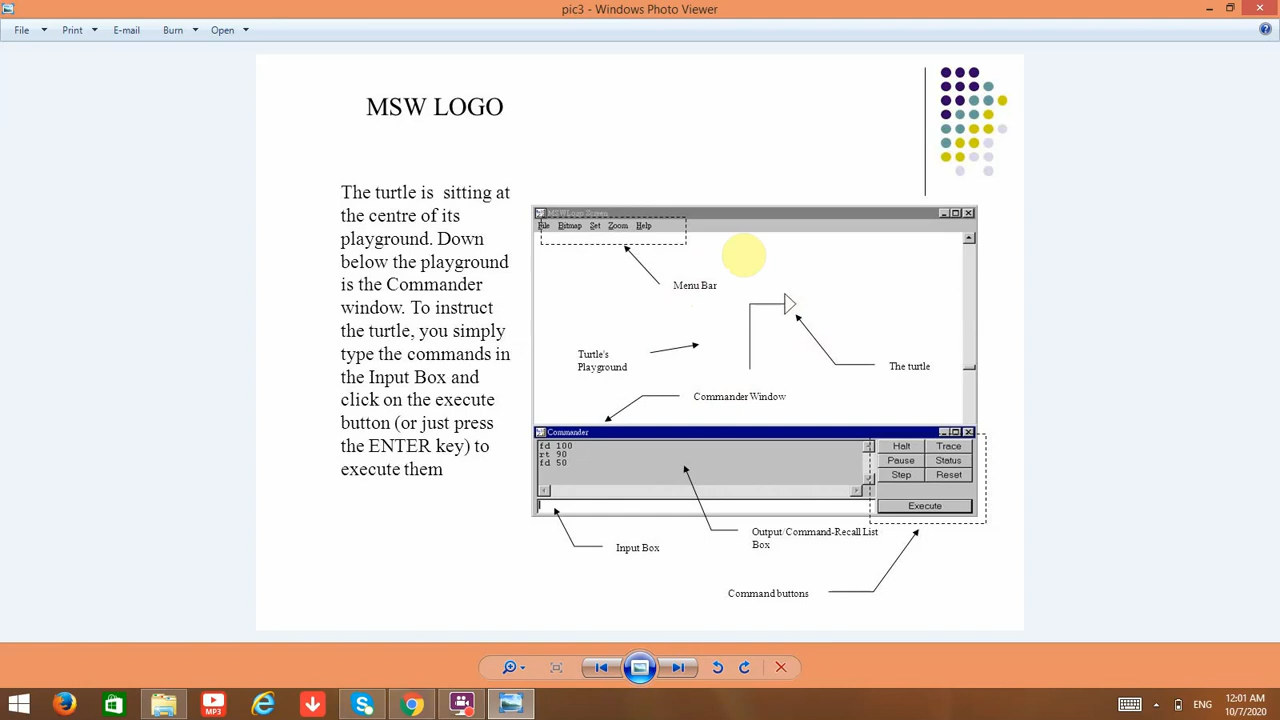 pic3 - Windows Photo Viewer
File Print E-mail Burn Open
MSW LOGO
The turtle is sitting at
the centre of its
playground. Down
below the playground
is the Commander
window. To instruct
the turtle, you simply
type the commands in
the Input Box and
click on the execute
button (or just press
the ENTER key) to
execute them
MSWLogo Screen
File Bitmap Set Zoom Help
Menu Bar
Turtle's
Playground
The turtle
Commander Window
Commander
fd 100
rt 90
fd 50
Halt Trace
Pause Status
Step Reset
Execute
Input Box
Output/Command-Recall List
Box
Command buttons
MP3
ENG
12:01 AM
10/7/2020